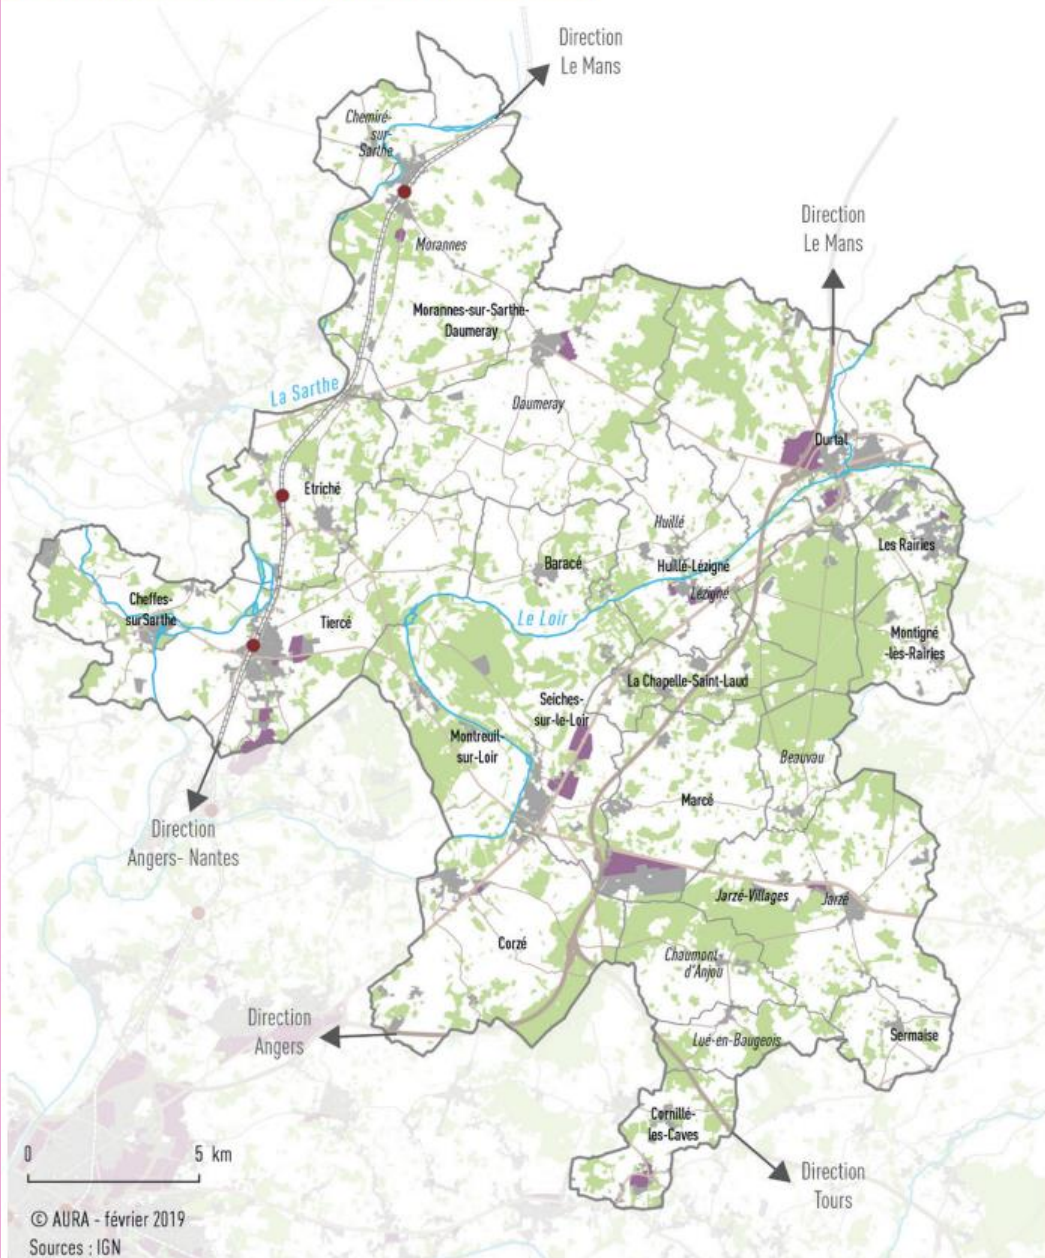 Direction
Le Mans
Chemiré-
sur-
Sarthe
Direction
Le Mans
Morannes
Morannes-sur-Sarthe-
Daumeray
La Sarthe
Daumeray
Durtal
Etriché
Huillé
Les Rairies
Baracé
Huillé-Lézigné
Lézigné
Cheffes-
surSarthe
Le Loir
Tiercé
Montigné
-lès-Rairies
La Chapelle-Saint-Laud
Seiches-
sur-le-Loir
Montreuil-
sur-Loir
Beauvau
Marcé
Direction
Angers- Nantes
Jarzé-Villages
Jarzé
Corzé
Chaumont-
d'Anjou
Direction
Angers
Lué-en-Baugeois
Sermaise
Cornillé-
les-Caves
0 5 km
Direction
Tours
© AURA - février 2019
Sources : IGN